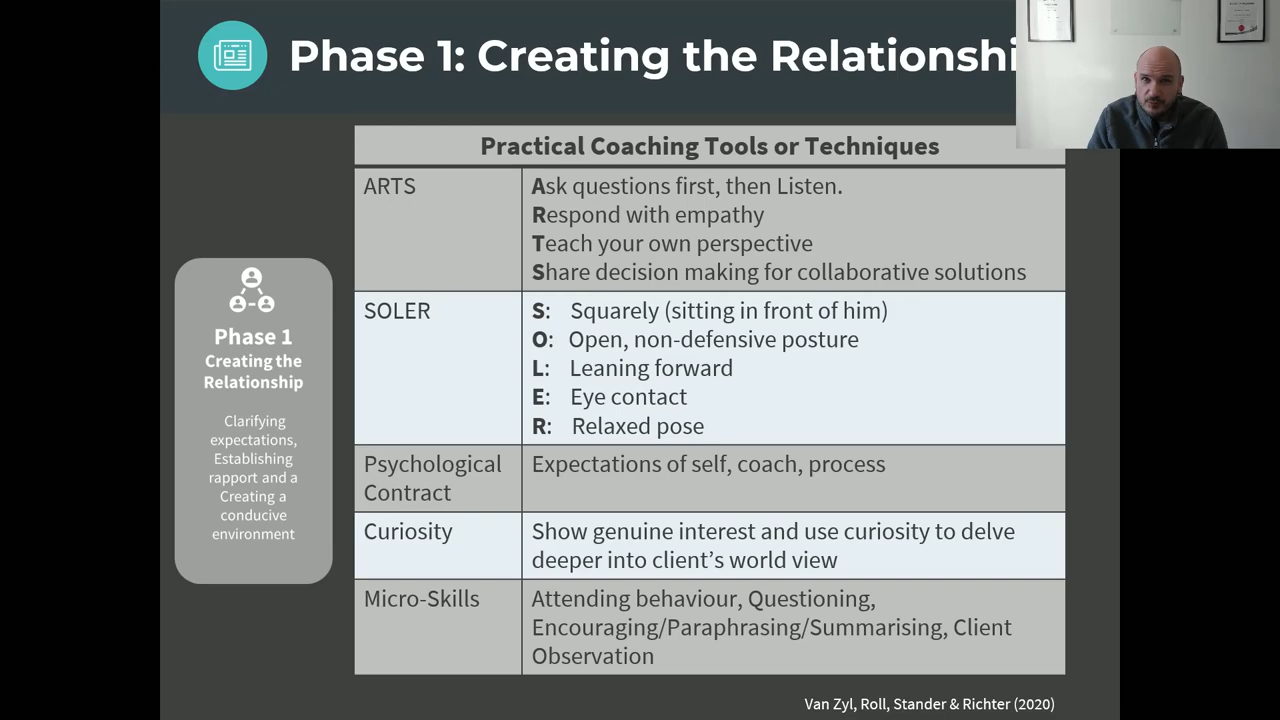 Phase 1: Creating the Relationshi
Practical Coaching Tools or Techniques
ARTS
Ask questions first, then Listen.
Respond with empathy
Teach your own perspective
Share decision making for collaborative solutions
SOLER
S: Squarely (sitting in front of him)
O: Open, non-defensive posture
L: Leaning forward
E: Eye contact
R: Relaxed pose
Psychological
Contract
Expectations of self, coach, process
Curiosity
Show genuine interest and use curiosity to delve
deeper into client’s world view
Micro-Skills
Attending behaviour, Questioning,
Encouraging/Paraphrasing/Summarising, Client
Observation
Phase 1
Creating the
Relationship
Clarifying
expectations,
Establishing
rapport and a
Creating a
conducive
environment
Van Zyl, Roll, Stander & Richter (2020)